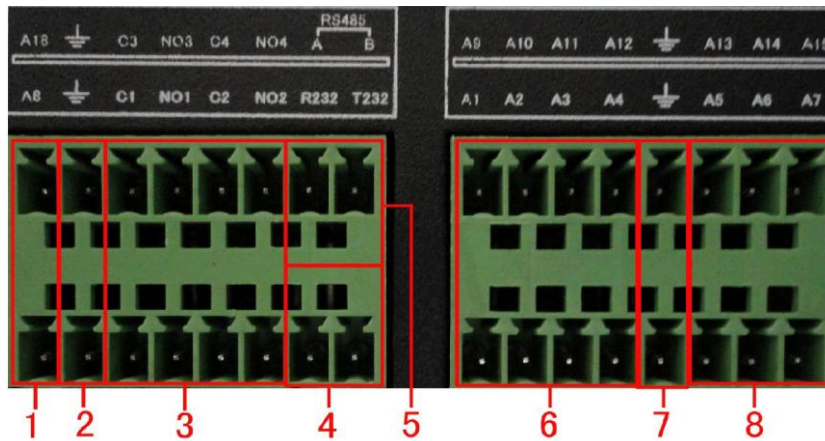 RS485
A16 C3 NO3 C4 NO4 A B
A8 C1 NO1 C2 NO2 R232 T232
A9 A10 A11 A12 A13 A14 A15
A1 A2 A3 A4 A5 A6 A7
1 2 3 4 5 6 7 8